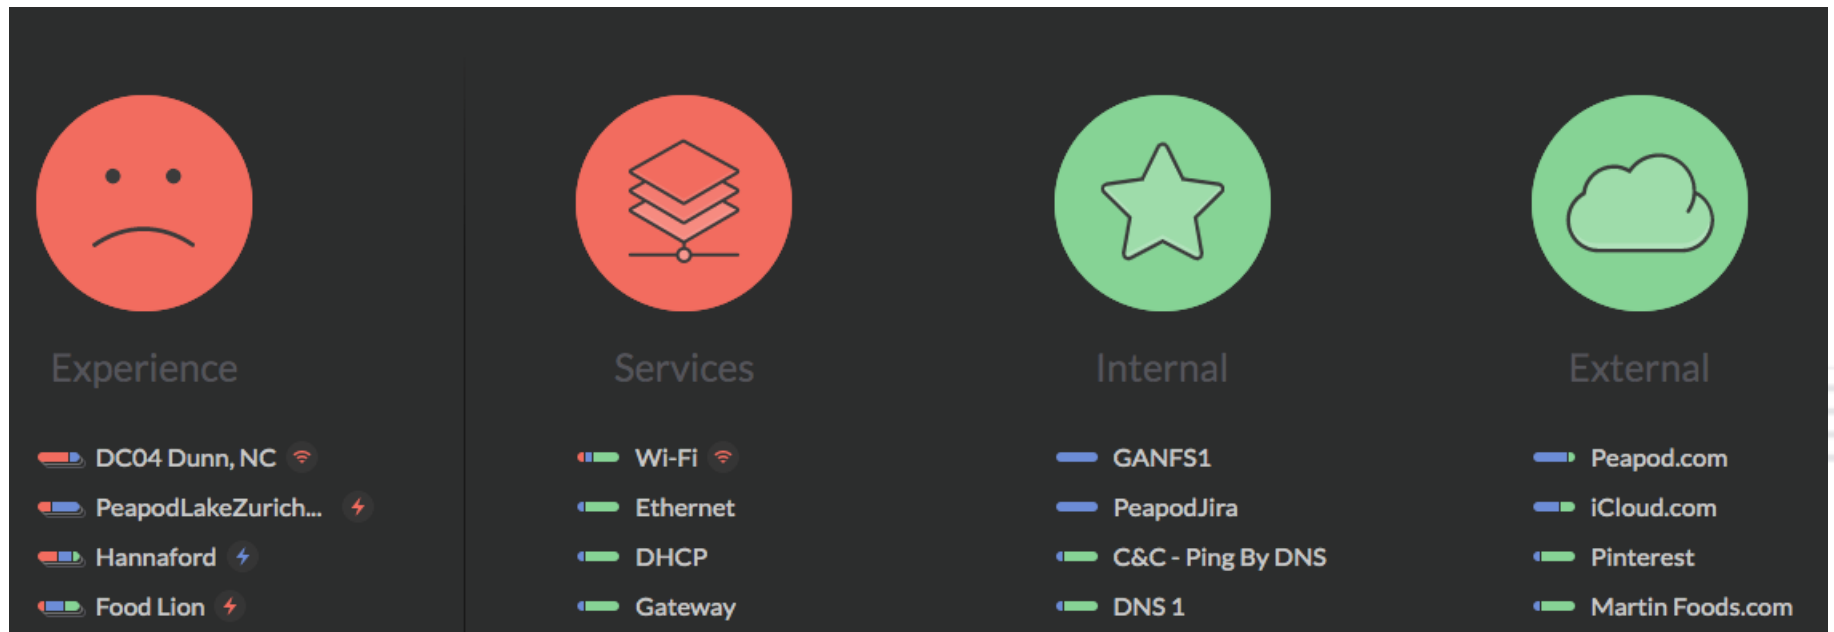 Experience
Services
Internal
External
DC04 Dunn, NC
PeapodLakeZurich...
Hannaford
Food Lion
Wi-Fi
Ethernet
DHCP
Gateway
GANFS1
PeapodJira
C&C - Ping By DNS
DNS 1
Peapod.com
iCloud.com
Pinterest
Martin Foods.com